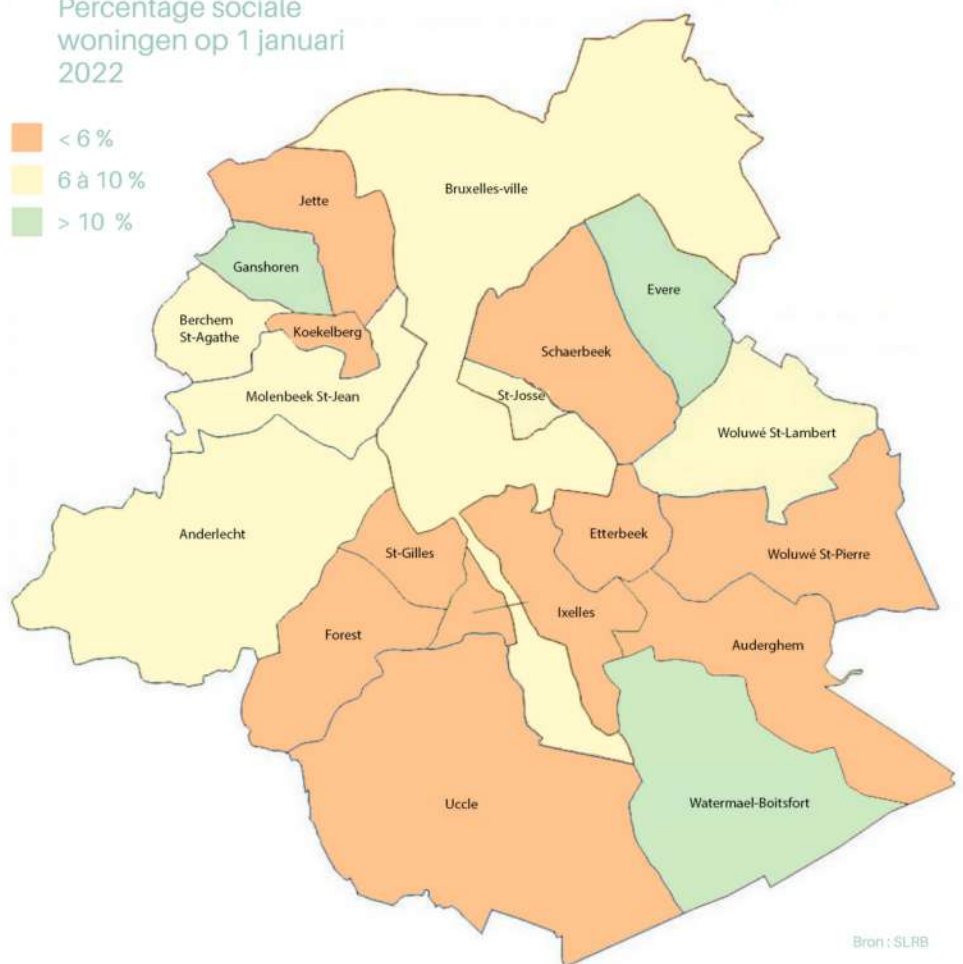 Percentage sociale
woningen op 1 januari
2022
< 6 %
6 à 10 %
> 10 %
Bruxelles-ville
Jette
Ganshoren
Evere
Berchem
St-Agathe
Koekelberg
Schaerbeek
Molenbeek St-Jean
St-Josse
Woluwé St-Lambert
Anderlecht
Etterbeek
St-Gilles
Woluwé St-Pierre
Ixelles
Forest
Auderghem
Uccle
Watermael-Boitsfort
Bron : SLRB